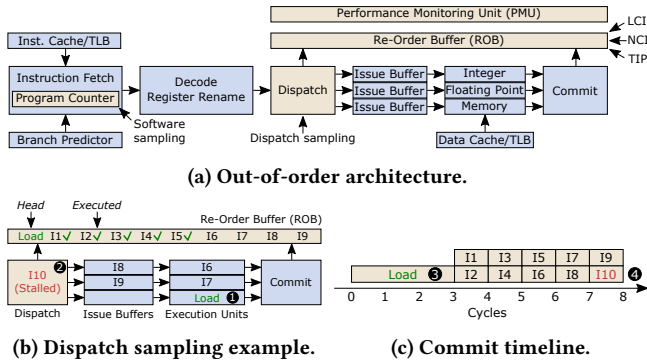 Performance Monitoring Unit (PMU)
LCI
Inst. Cache/TLB
Re-Order Buffer (ROB)
NCI
TIP
Instruction Fetch
Program Counter
Decode
Register Rename
Dispatch
Issue Buffer
Integer
Issue Buffer
Floating Point
Issue Buffer
Memory
Commit
Software
sampling
Branch Predictor
Dispatch sampling
Data Cache/TLB
(a) Out-of-order architecture.
Head
Executed
Re-Order Buffer (ROB)
Load I1 ✓ I2 ✓ I3 ✓ I4 ✓ I5 ✓ I6 I7 I8 I9
I10
(Stalled)
2
I8
I9
I6
I7
Load 1
Commit
Dispatch
Issue Buffers
Execution Units
(b) Dispatch sampling example.
I1 I3 I5 I7 I9
Load 3 I2 I4 I6 I8 I10 4
0 1 2 3 4 5 6 7 8
Cycles
(c) Commit timeline.